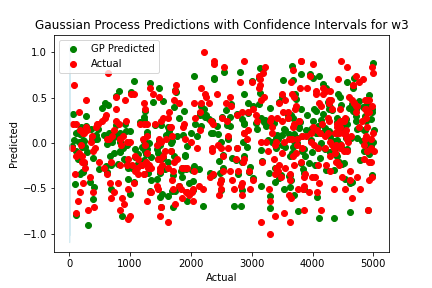 Gaussian Process Predictions with Confidence Intervals for w3
GP Predicted
Actual
1.0
0.5
0.0
−0.5
−1.0
Predicted
0 1000 2000 3000 4000 5000
Actual